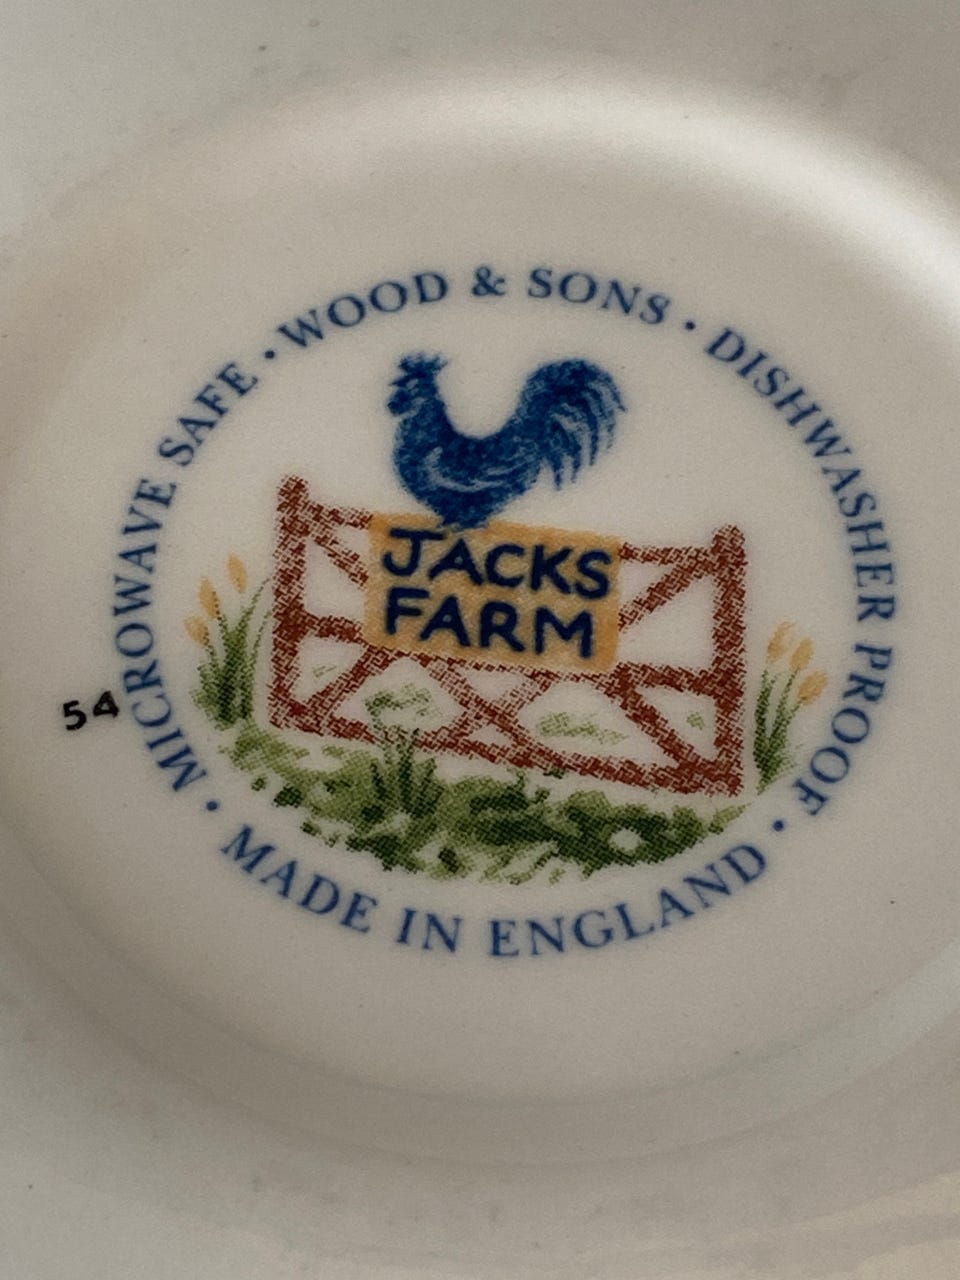 MICROWAVE SAFE · WOOD & SONS · DISHWASHER PROOF ·
JACKS
FARM
54
MADE IN ENGLAND ·